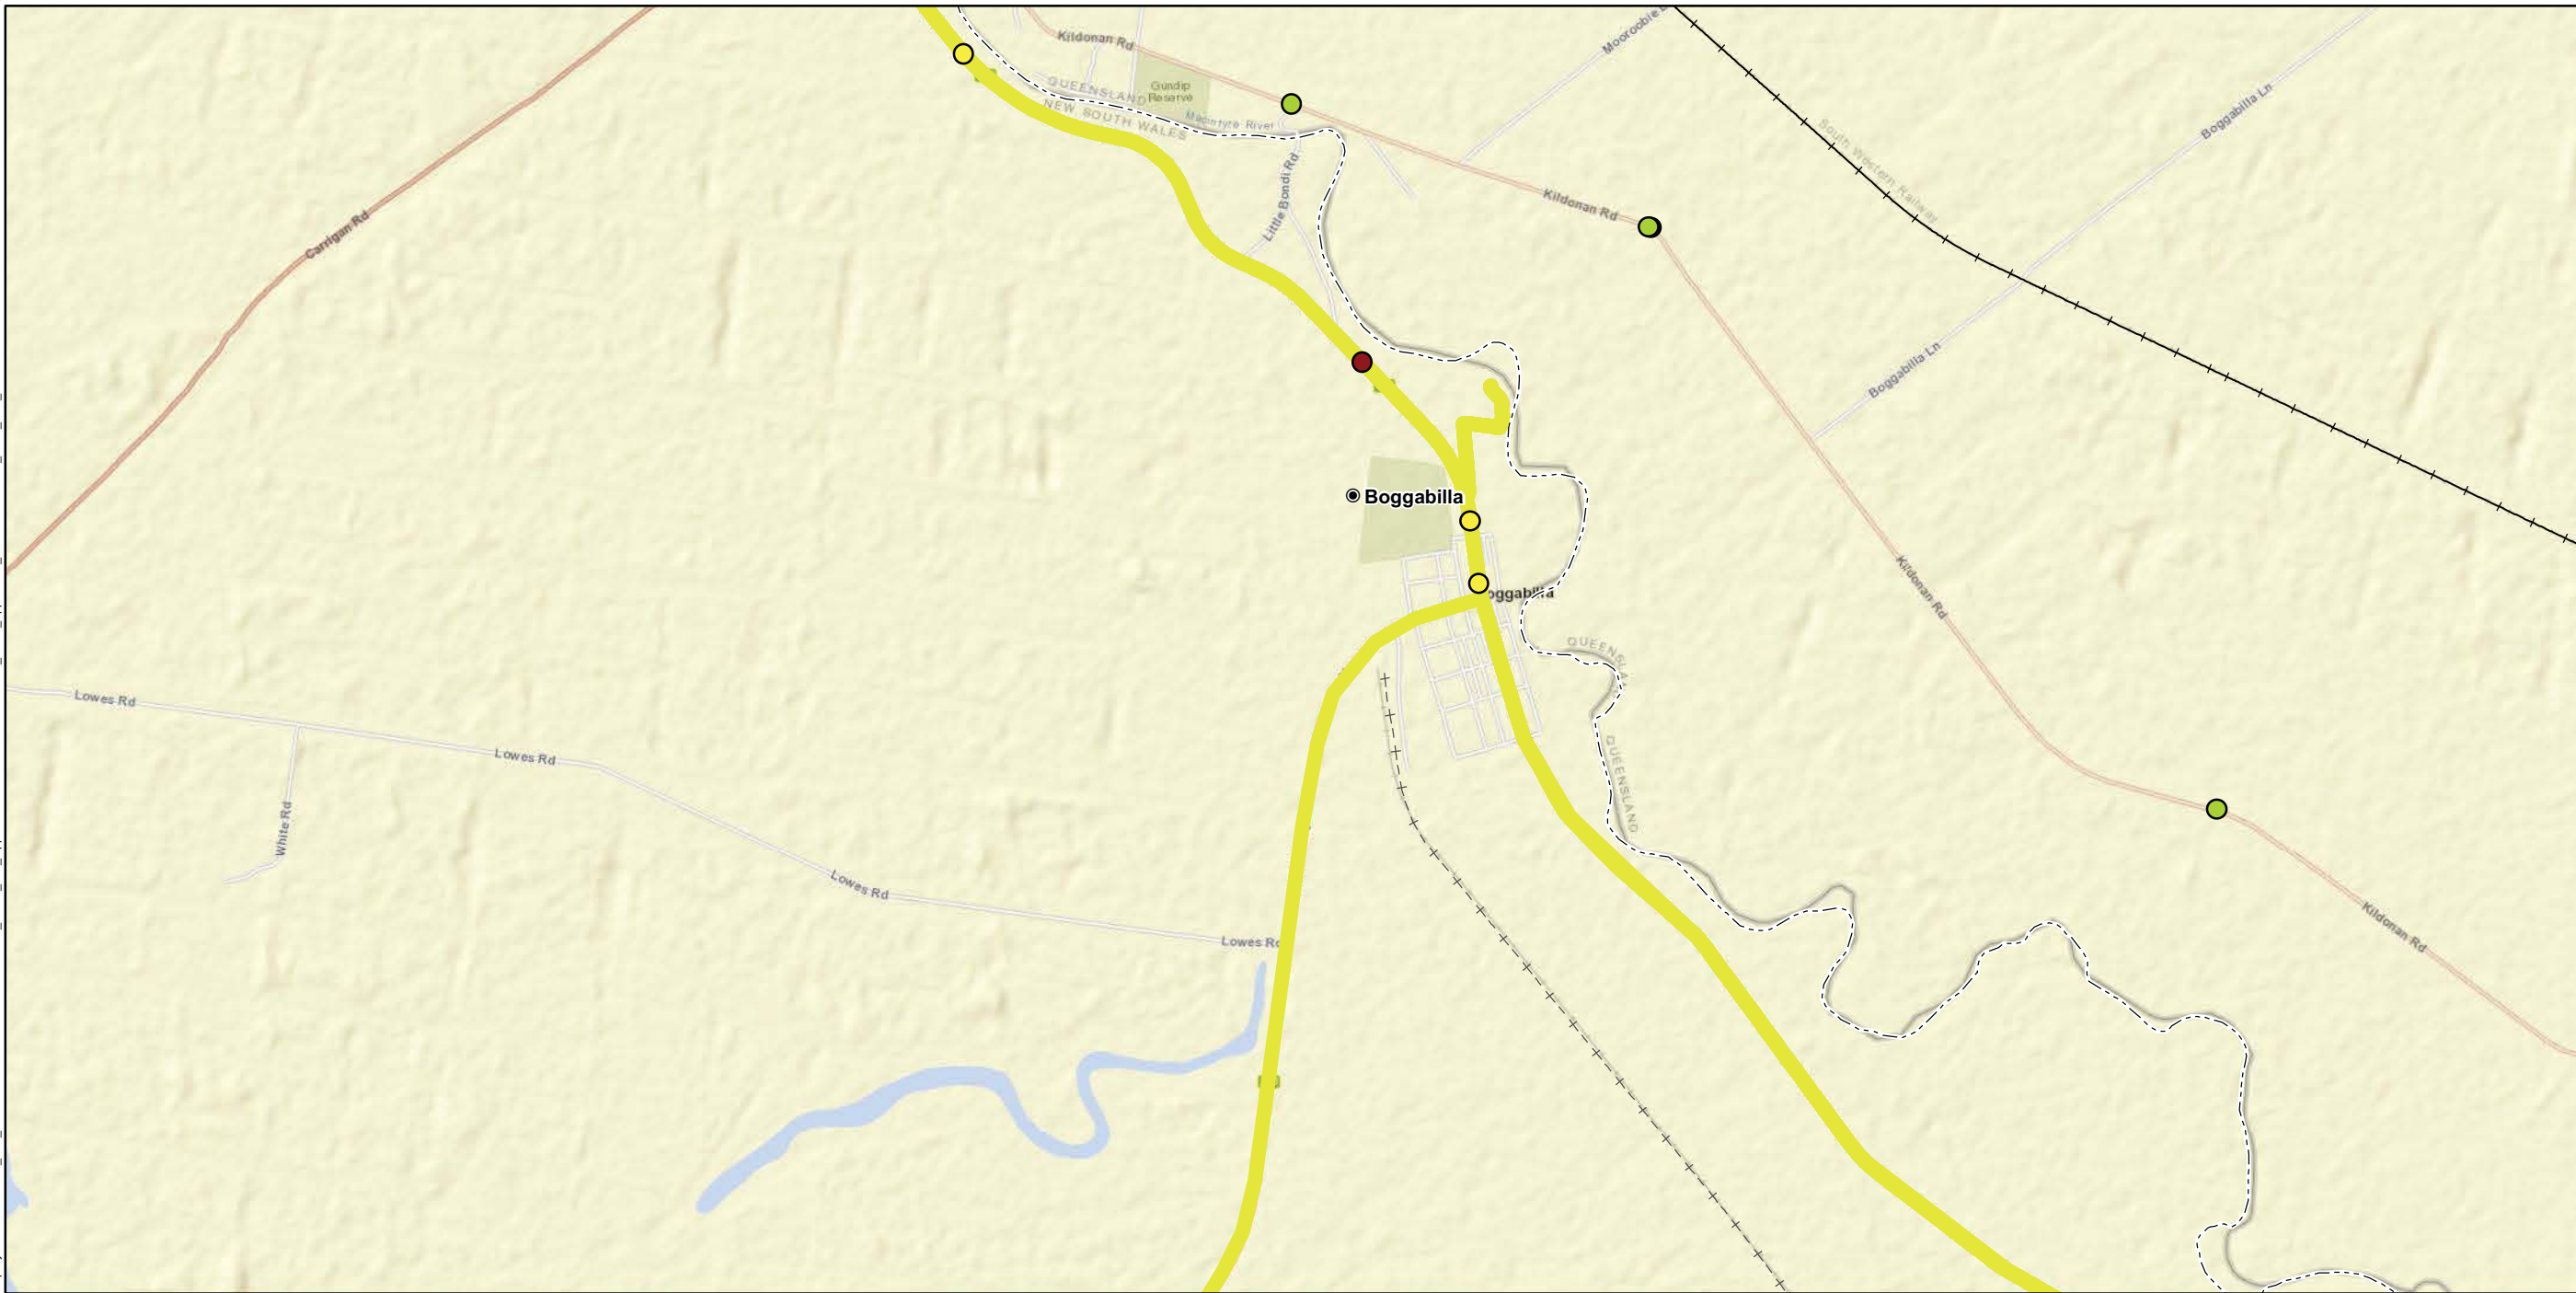 Kildonan Rd
Mooroobie
QUEENSLAND
Gundip
Reserve
NEW SOUTH WALES
Macintyre River
Boggabilla Ln
South Western Railway
Little Bondi Rd
Kildonan Rd
Carrigan Rd
Boggabilla Ln
Boggabilla
oggabilla
Kildonan Rd
QUEENSLA
Lowes Rd
Lowes Rd
QUEENSLAND
White Rd
Lowes Rd
Kildonan Rd
Lowes Rd